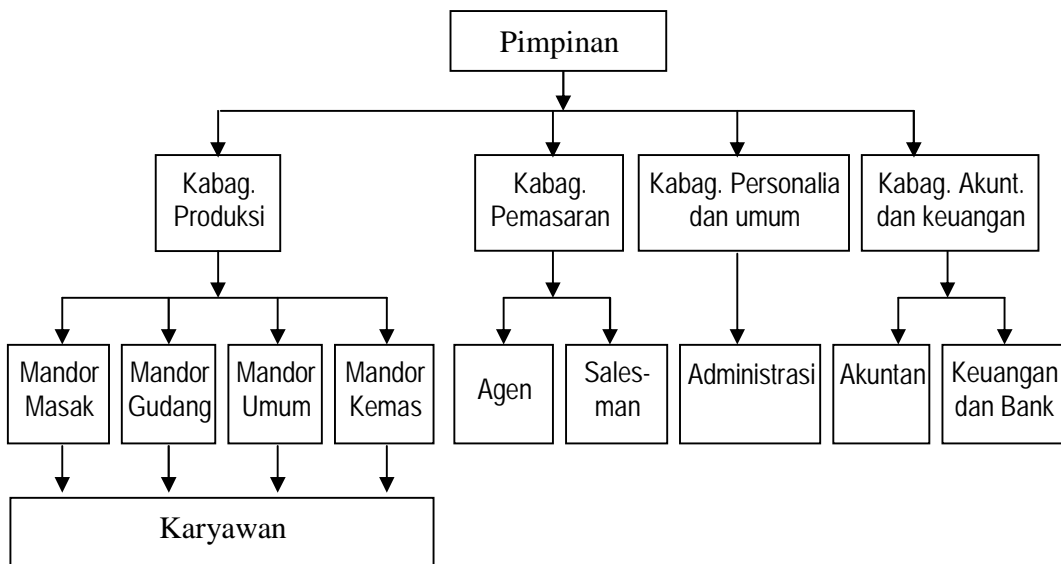 Pimpinan
Kabag.
Produksi
Kabag.
Pemasaran
Kabag. Personalia
dan umum
Kabag. Akunt.
dan keuangan
Mandor
Masak
Mandor
Gudang
Mandor
Umum
Mandor
Kemas
Agen
Sales-
man
Administrasi
Akuntan
Keuangan
dan Bank
Karyawan